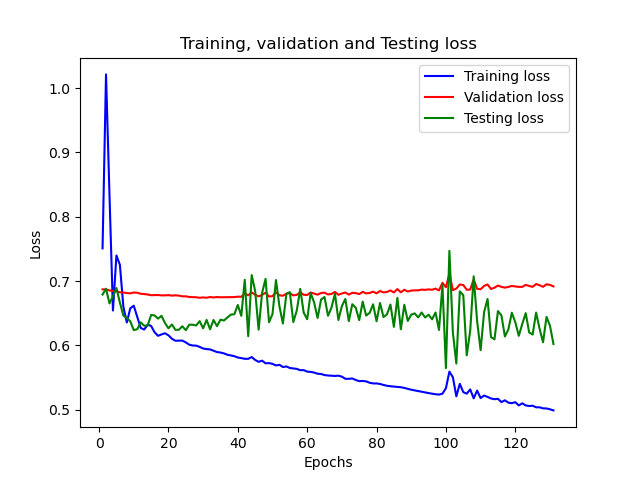 Training, validation and Testing loss
Training loss
Validation loss
Testing loss
Loss
1.0
0.9
0.8
0.7
0.6
0.5
0 20 40 60 80 100 120
Epochs